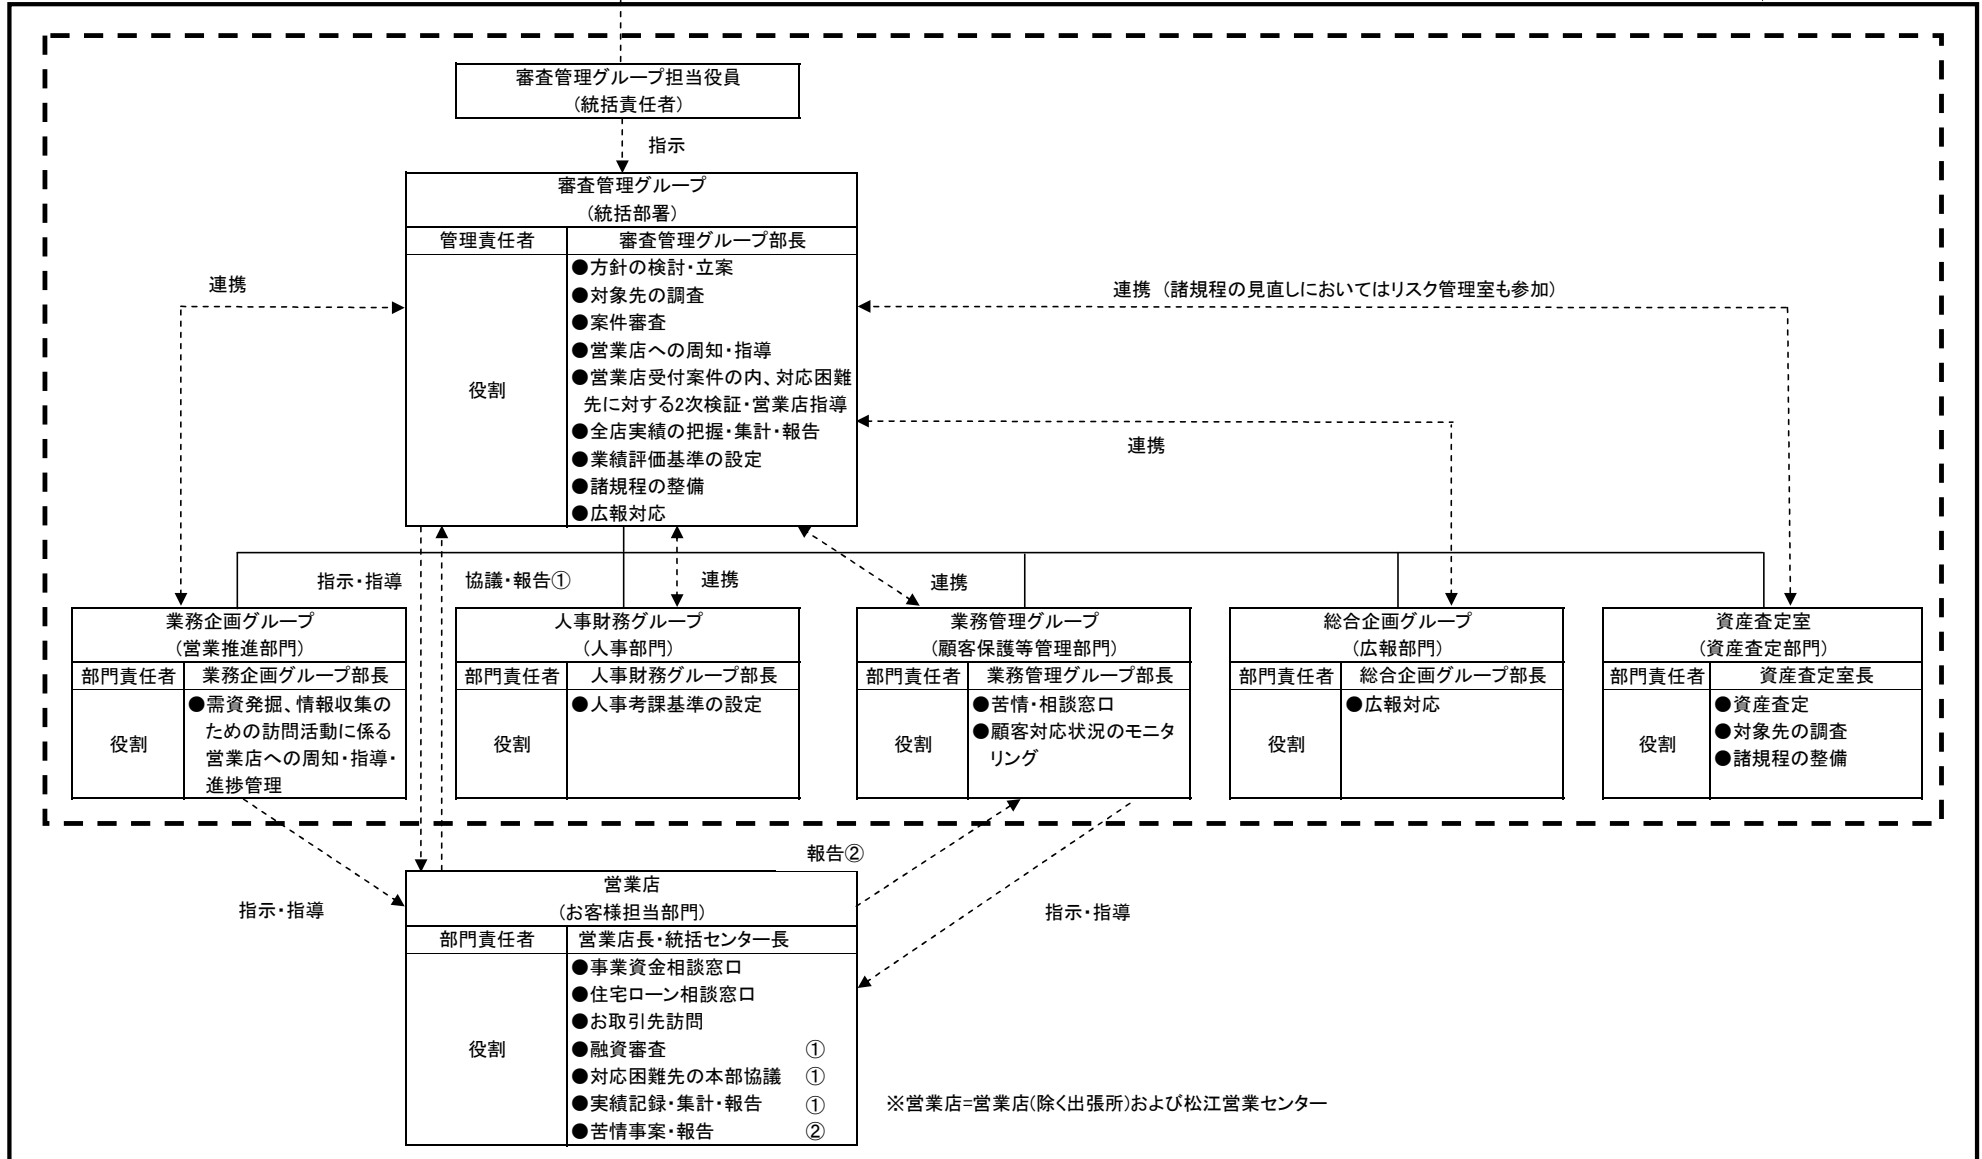 審査管理グループ担当役員
(統括責任者)
指示
審査管理グループ
(統括部署)
管理責任者
審査管理グループ部長
役割
●方針の検討・立案
●対象先の調査
●案件審査
●営業店への周知・指導
●営業店受付案件の内、対応困難
先に対する2次検証・営業店指導
●全店実績の把握・集計・報告
●業績評価基準の設定
●諸規程の整備
●広報対応
連携
連携 (諸規程の見直しにおいてはリスク管理室も参加)
連携
指示・指導
協議・報告①
連携
連携
業務企画グループ
(営業推進部門)
部門責任者
業務企画グループ部長
役割
●需資発掘、情報収集の
ための訪問活動に係る
営業店への周知・指導・
進捗管理
人事財務グループ
(人事部門)
部門責任者
人事財務グループ部長
役割
●人事考課基準の設定
業務管理グループ
(顧客保護等管理部門)
部門責任者
業務管理グループ部長
役割
●苦情・相談窓口
●顧客対応状況のモニタ
リング
総合企画グループ
(広報部門)
部門責任者
総合企画グループ部長
役割
●広報対応
資産査定室
(資産査定部門)
部門責任者
資産査定室長
役割
●資産査定
●対象先の調査
●諸規程の整備
報告②
指示・指導
指示・指導
営業店
(お客様担当部門)
部門責任者
営業店長・統括センター長
役割
●事業資金相談窓口
●住宅ローン相談窓口
●お取引先訪問
●融資審査 ①
●対応困難先の本部協議 ①
●実績記録・集計・報告 ①
●苦情事案・報告 ②
※営業店=営業店(除く出張所)および松江営業センター